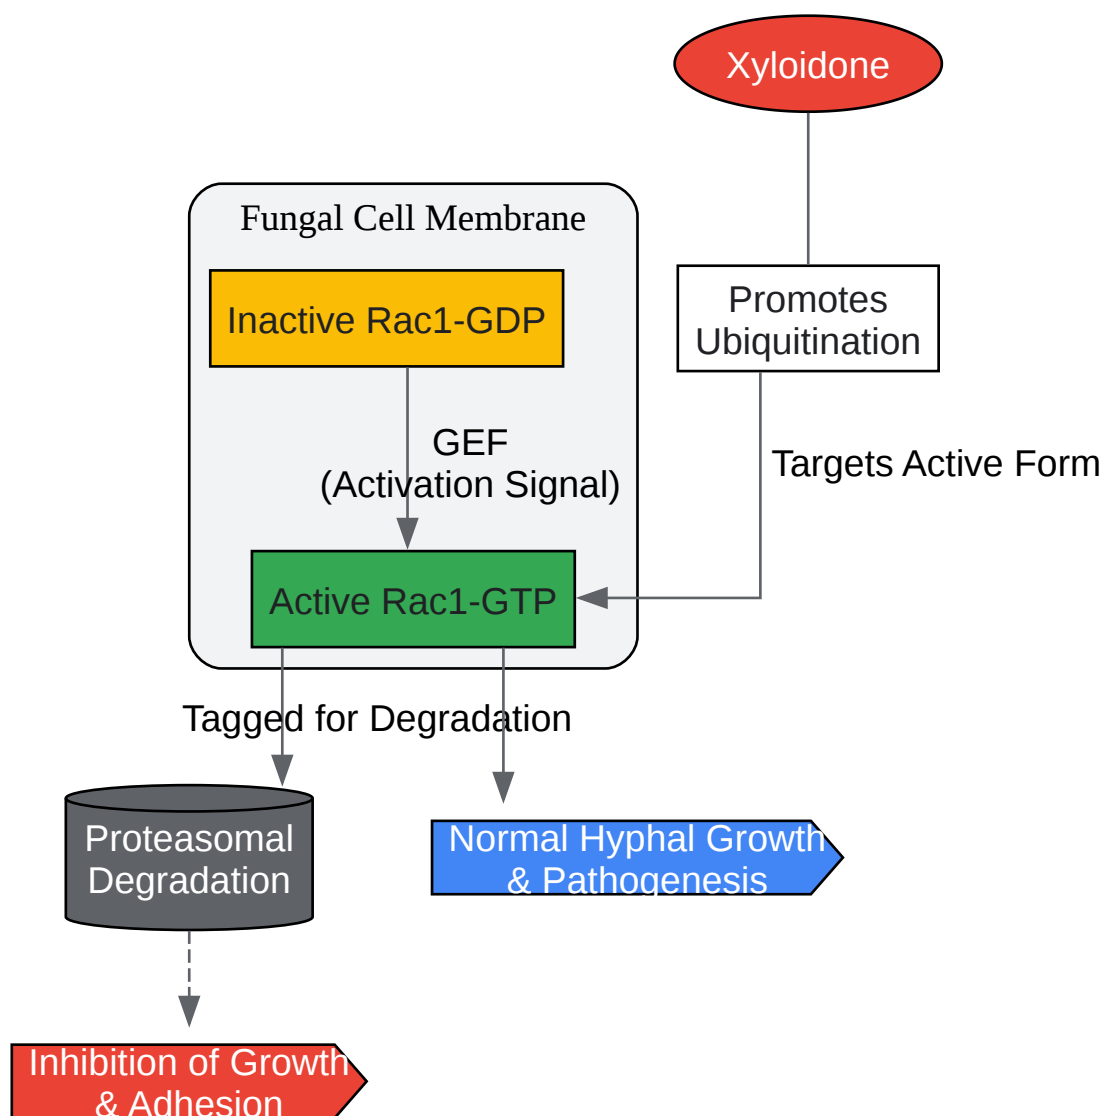 Xyloidone
Fungal Cell Membrane
Inactive Rac1-GDP
Promotes
Ubiquitination
GEF
(Activation Signal)
Targets Active Form
Active Rac1-GTP
Tagged for Degradation
Proteasomal
Degradation
Normal Hyphal Growth
& Pathogenesis
Inhibition of Growth
& Adhesion